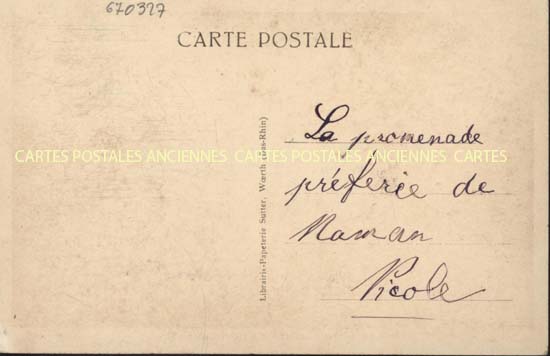 670327
CARTE POSTALE
La promenade
CARTES POSTALES ANCIENNES CARTES POSTALES ANCIENNES CARTES
préférée de
Maman
Nicole
Librairie-Papeterie Sutter, Wœrth (Bas-Rhin)